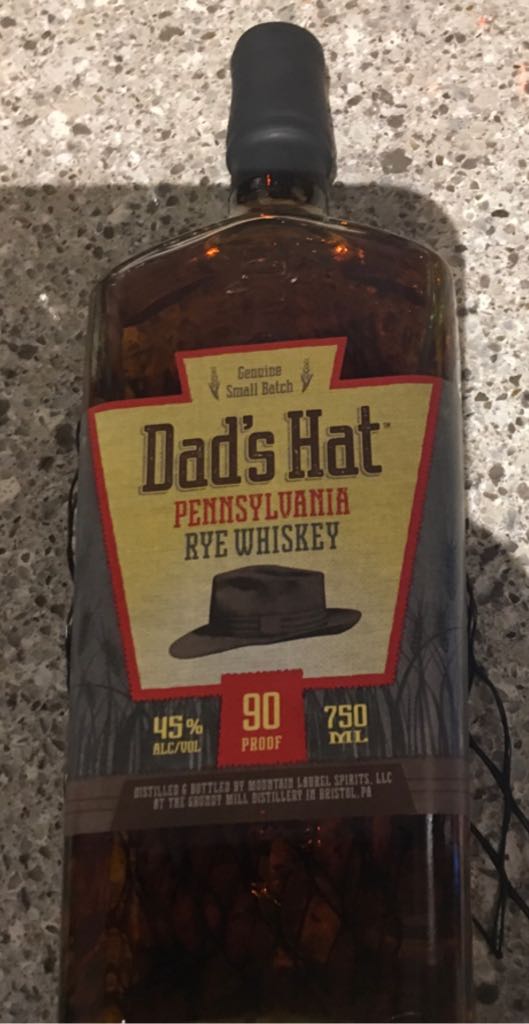 Genuine
Small Batch
Dad's Hat™
PENNSYLVANIA
RYE WHISKEY
45%
ALC/VOL
90
PROOF
750
ML
DISTILLED & BOTTLED BY MOUNTAIN LAUREL SPIRITS, LLC
AT THE GRUNDY MILL DISTILLERY IN BRISTOL, PA